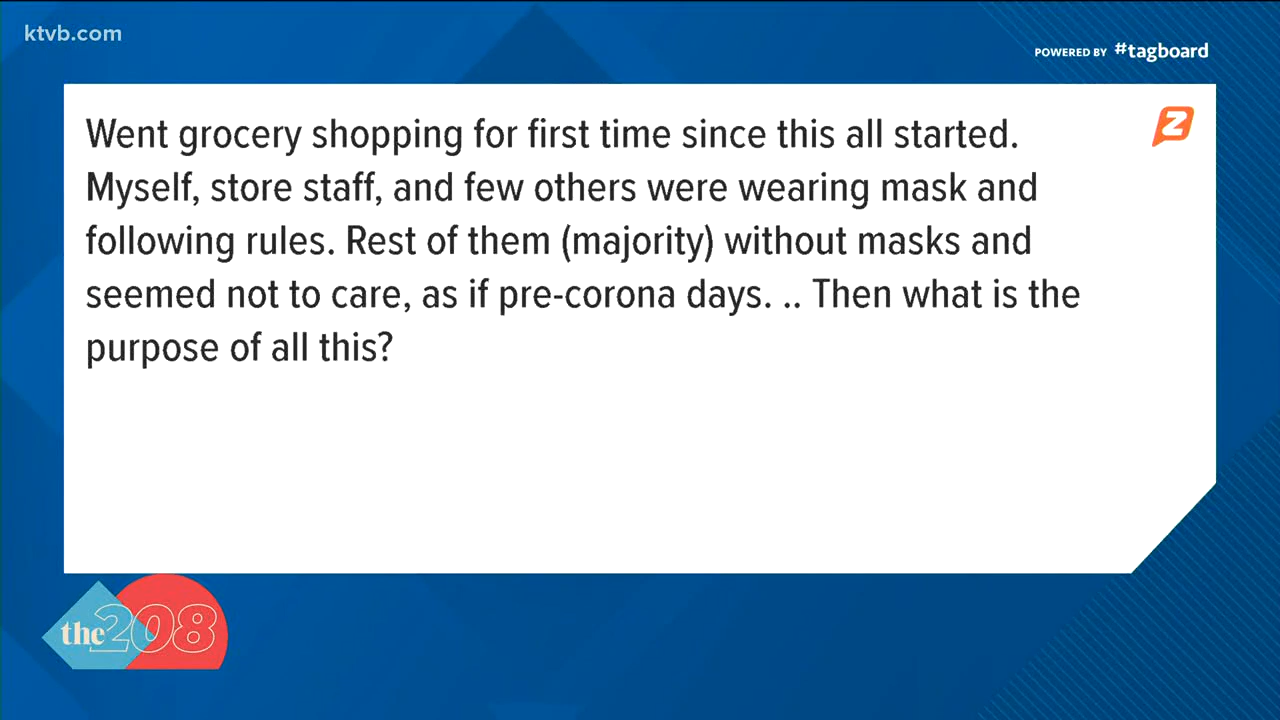 ktvb.com
POWERED BY #tagboard
Went grocery shopping for first time since this all started.
Myself, store staff, and few others were wearing mask and
following rules. Rest of them (majority) without masks and
seemed not to care, as if pre-corona days. .. Then what is the
purpose of all this?
the 208